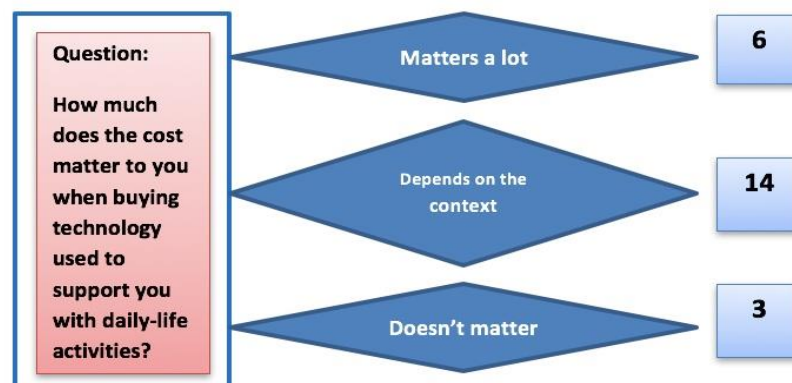 Question:
How much
does the cost
matter to you
when buying
technology
used to
support you
with daily-life
activities?
Matters a lot
6
Depends on the
context
14
Doesn't matter
3